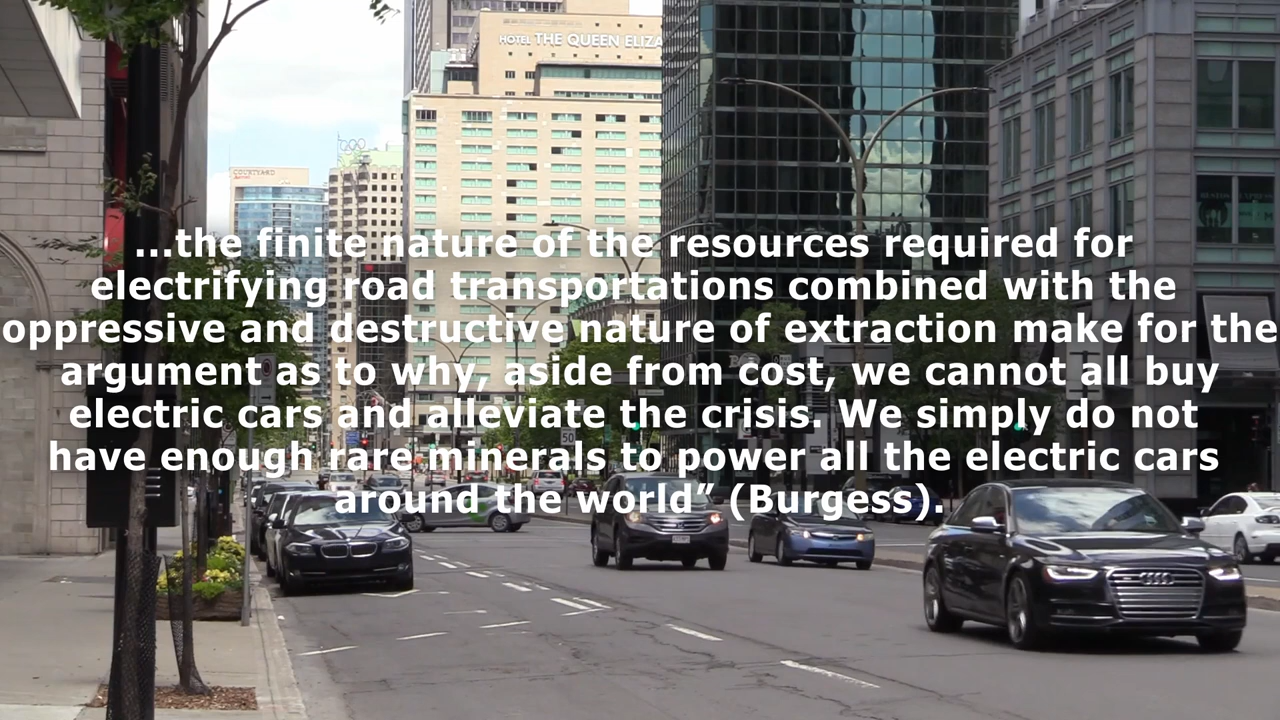 HOTEL THE QUEEN ELIZA
COURTYARD
...the finite nature of the resources required for
electrifying road transportations combined with the
oppressive and destructive nature of extraction make for the
argument as to why, aside from cost, we cannot all buy
electric cars and alleviate the crisis. We simply do not
have enough rare minerals to power all the electric cars
around the world” (Burgess).
50